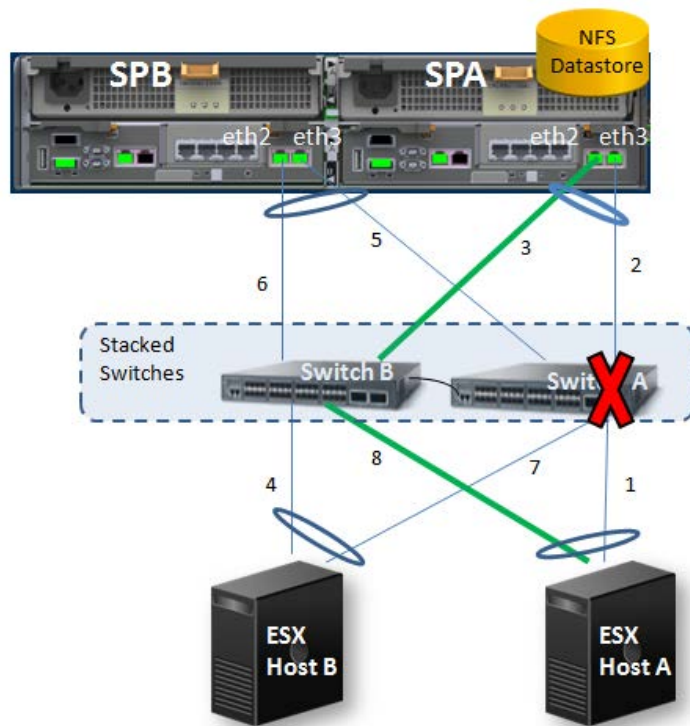 NFS
Datastore
SPB
SPA
eth2
eth3
eth2
eth3
5
3
2
6
Stacked
Switches
Switch B
Switch A
8
7
4
1
ESX
Host B
ESX
Host A